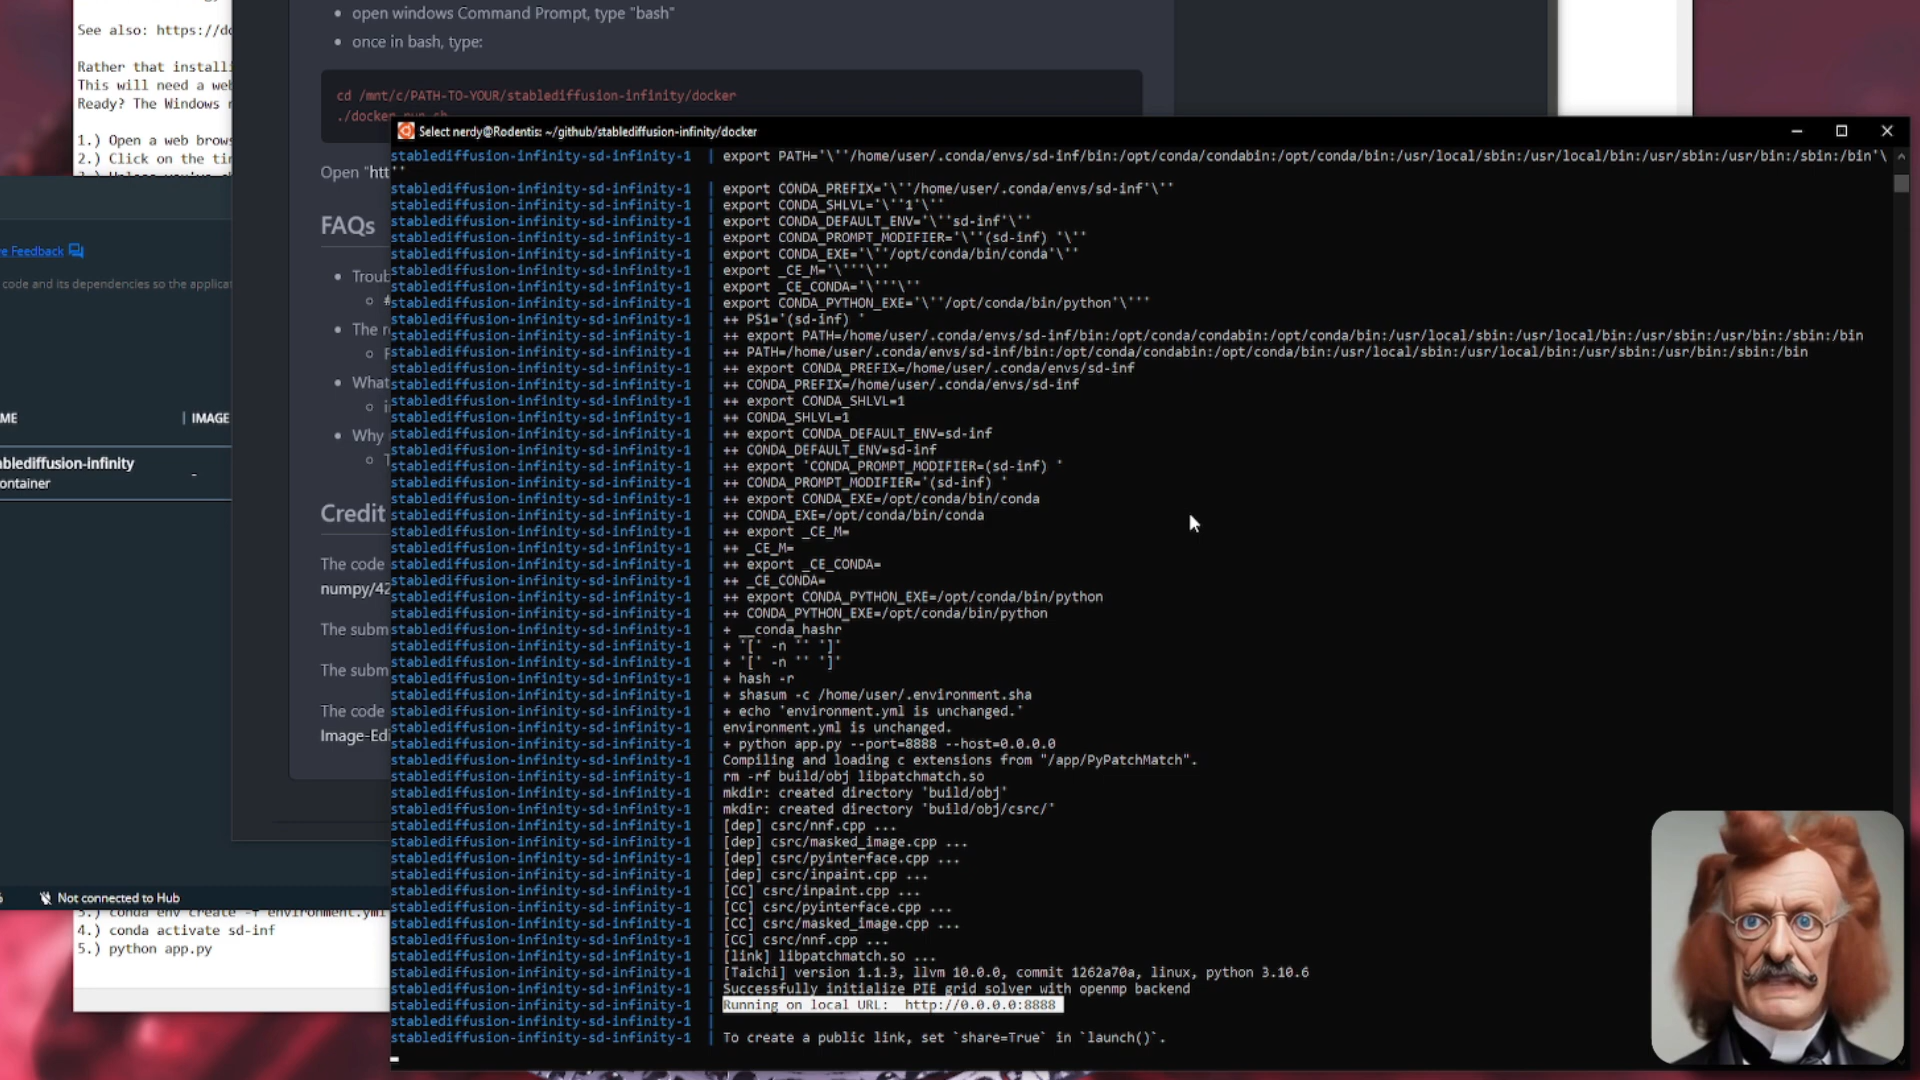 See also: https://do
Rather that installi
This will need a web
Ready? The Windows
1.) Open a web brows
2.) Click on the tin
e Feedback
code and its dependencies so the applicat
ME
IMAGE
blediffusion-infinity
ontainer
-
Not connected to Hub
3.) conda env create -f environment.yml
4.) conda activate sd-inf
5.) python app.py
open windows Command Prompt, type "bash"
once in bash, type:
cd /mnt/c/PATH-TO-YOUR/stablediffusion-infinity/docker
./docker-run.sh
Open "htt
FAQs
Troub
The re
What
Why
Credit
The code
numpy/42
The subm
The subm
The code
Image-Edi
Select nerdy@Rodentis: ~/github/stablediffusion-infinity/docker
stablediffusion-infinity-sd-infinity-1 | export PATH='\''/home/user/.conda/envs/sd-inf/bin:/opt/conda/condabin:/opt/conda/bin:/usr/local/sbin:/usr/local/bin:/usr/sbin:/usr/bin:/sbin:/bin'\
''
stablediffusion-infinity-sd-infinity-1 | export CONDA_PREFIX='\''/home/user/.conda/envs/sd-inf'\''
stablediffusion-infinity-sd-infinity-1 | export CONDA_SHLVL='\''1'\''
stablediffusion-infinity-sd-infinity-1 | export CONDA_DEFAULT_ENV='\''sd-inf'\''
stablediffusion-infinity-sd-infinity-1 | export CONDA_PROMPT_MODIFIER='\''(sd-inf) '\''
stablediffusion-infinity-sd-infinity-1 | export CONDA_EXE='\''/opt/conda/bin/conda'\''
stablediffusion-infinity-sd-infinity-1 | export _CE_M='\'''\''
stablediffusion-infinity-sd-infinity-1 | export _CE_CONDA='\'''\''
stablediffusion-infinity-sd-infinity-1 | export CONDA_PYTHON_EXE='\''/opt/conda/bin/python'\'''
stablediffusion-infinity-sd-infinity-1 | ++ PS1='(sd-inf) '
stablediffusion-infinity-sd-infinity-1 | ++ export PATH=/home/user/.conda/envs/sd-inf/bin:/opt/conda/condabin:/opt/conda/bin:/usr/local/sbin:/usr/local/bin:/usr/sbin:/usr/bin:/sbin:/bin
stablediffusion-infinity-sd-infinity-1 | ++ PATH=/home/user/.conda/envs/sd-inf/bin:/opt/conda/condabin:/opt/conda/bin:/usr/local/sbin:/usr/local/bin:/usr/sbin:/usr/bin:/sbin:/bin
stablediffusion-infinity-sd-infinity-1 | ++ export CONDA_PREFIX=/home/user/.conda/envs/sd-inf
stablediffusion-infinity-sd-infinity-1 | ++ CONDA_PREFIX=/home/user/.conda/envs/sd-inf
stablediffusion-infinity-sd-infinity-1 | ++ export CONDA_SHLVL=1
stablediffusion-infinity-sd-infinity-1 | ++ CONDA_SHLVL=1
stablediffusion-infinity-sd-infinity-1 | ++ export CONDA_DEFAULT_ENV=sd-inf
stablediffusion-infinity-sd-infinity-1 | ++ CONDA_DEFAULT_ENV=sd-inf
stablediffusion-infinity-sd-infinity-1 | ++ export 'CONDA_PROMPT_MODIFIER=(sd-inf) '
stablediffusion-infinity-sd-infinity-1 | ++ CONDA_PROMPT_MODIFIER='(sd-inf) '
stablediffusion-infinity-sd-infinity-1 | ++ export CONDA_EXE=/opt/conda/bin/conda
stablediffusion-infinity-sd-infinity-1 | ++ CONDA_EXE=/opt/conda/bin/conda
stablediffusion-infinity-sd-infinity-1 | ++ export _CE_M=
stablediffusion-infinity-sd-infinity-1 | ++ _CE_M=
stablediffusion-infinity-sd-infinity-1 | ++ export _CE_CONDA=
stablediffusion-infinity-sd-infinity-1 | ++ _CE_CONDA=
stablediffusion-infinity-sd-infinity-1 | ++ export CONDA_PYTHON_EXE=/opt/conda/bin/python
stablediffusion-infinity-sd-infinity-1 | ++ CONDA_PYTHON_EXE=/opt/conda/bin/python
stablediffusion-infinity-sd-infinity-1 | + __conda_hashr
stablediffusion-infinity-sd-infinity-1 | + '[' -n '' ']'
stablediffusion-infinity-sd-infinity-1 | + '[' -n '' ']'
stablediffusion-infinity-sd-infinity-1 | + hash -r
stablediffusion-infinity-sd-infinity-1 | + shasum -c /home/user/.environment.sha
stablediffusion-infinity-sd-infinity-1 | + echo 'environment.yml is unchanged.'
stablediffusion-infinity-sd-infinity-1 | environment.yml is unchanged.
stablediffusion-infinity-sd-infinity-1 | + python app.py --port=8888 --host=0.0.0.0
stablediffusion-infinity-sd-infinity-1 | Compiling and loading c extensions from "/app/PyPatchMatch".
stablediffusion-infinity-sd-infinity-1 | rm -rf build/obj libpatchmatch.so
stablediffusion-infinity-sd-infinity-1 | mkdir: created directory 'build/obj'
stablediffusion-infinity-sd-infinity-1 | mkdir: created directory 'build/obj/csrc/'
stablediffusion-infinity-sd-infinity-1 | [dep] csrc/nnf.cpp ...
stablediffusion-infinity-sd-infinity-1 | [dep] csrc/masked_image.cpp ...
stablediffusion-infinity-sd-infinity-1 | [dep] csrc/pyinterface.cpp ...
stablediffusion-infinity-sd-infinity-1 | [dep] csrc/inpaint.cpp ...
stablediffusion-infinity-sd-infinity-1 | [CC] csrc/inpaint.cpp ...
stablediffusion-infinity-sd-infinity-1 | [CC] csrc/pyinterface.cpp ...
stablediffusion-infinity-sd-infinity-1 | [CC] csrc/masked_image.cpp ...
stablediffusion-infinity-sd-infinity-1 | [CC] csrc/nnf.cpp ...
stablediffusion-infinity-sd-infinity-1 | [link] libpatchmatch.so ...
stablediffusion-infinity-sd-infinity-1 | [Taichi] version 1.1.3, llvm 10.0.0, commit 1262a70a, linux, python 3.10.6
stablediffusion-infinity-sd-infinity-1 | Successfully initialize PIE grid solver with openmp backend
stablediffusion-infinity-sd-infinity-1 | Running on local URL:  http://0.0.0.0:8888
stablediffusion-infinity-sd-infinity-1 |
stablediffusion-infinity-sd-infinity-1 | To create a public link, set `share=True` in `launch()`.